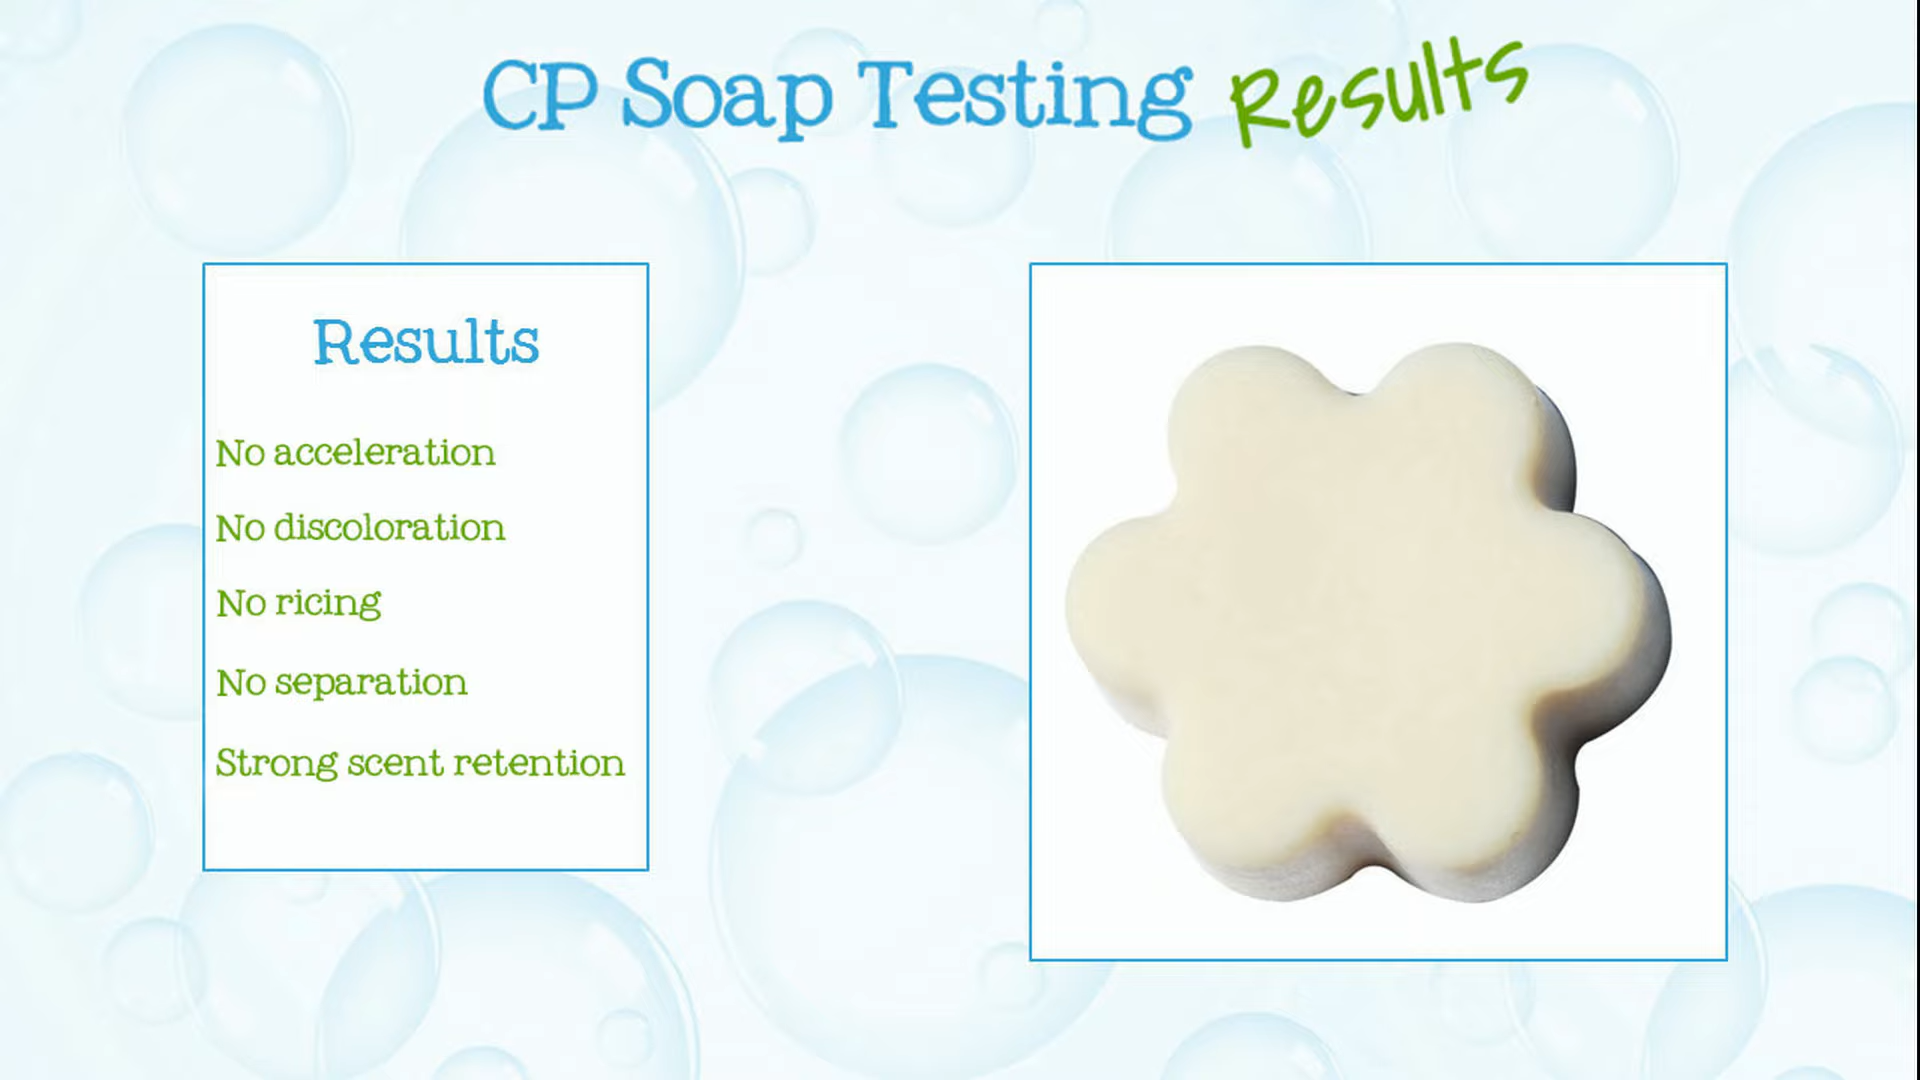 CP Soap Testing Results
Results
No acceleration
No discoloration
No ricing
No separation
Strong scent retention